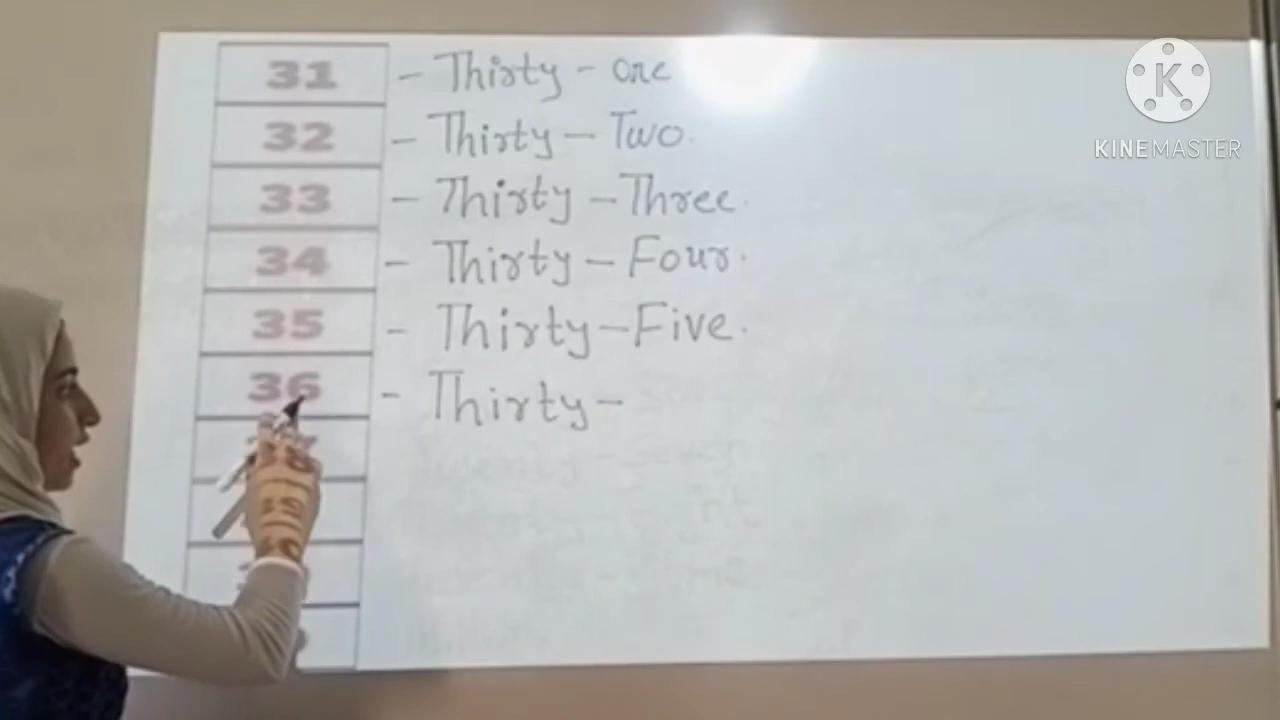 31 - Thirty - one
32 - Thirty - Two.
33 - Thirty - Three.
34 - Thirty - Four.
35 - Thirty - Five.
36 - Thirty -
KINEMASTER